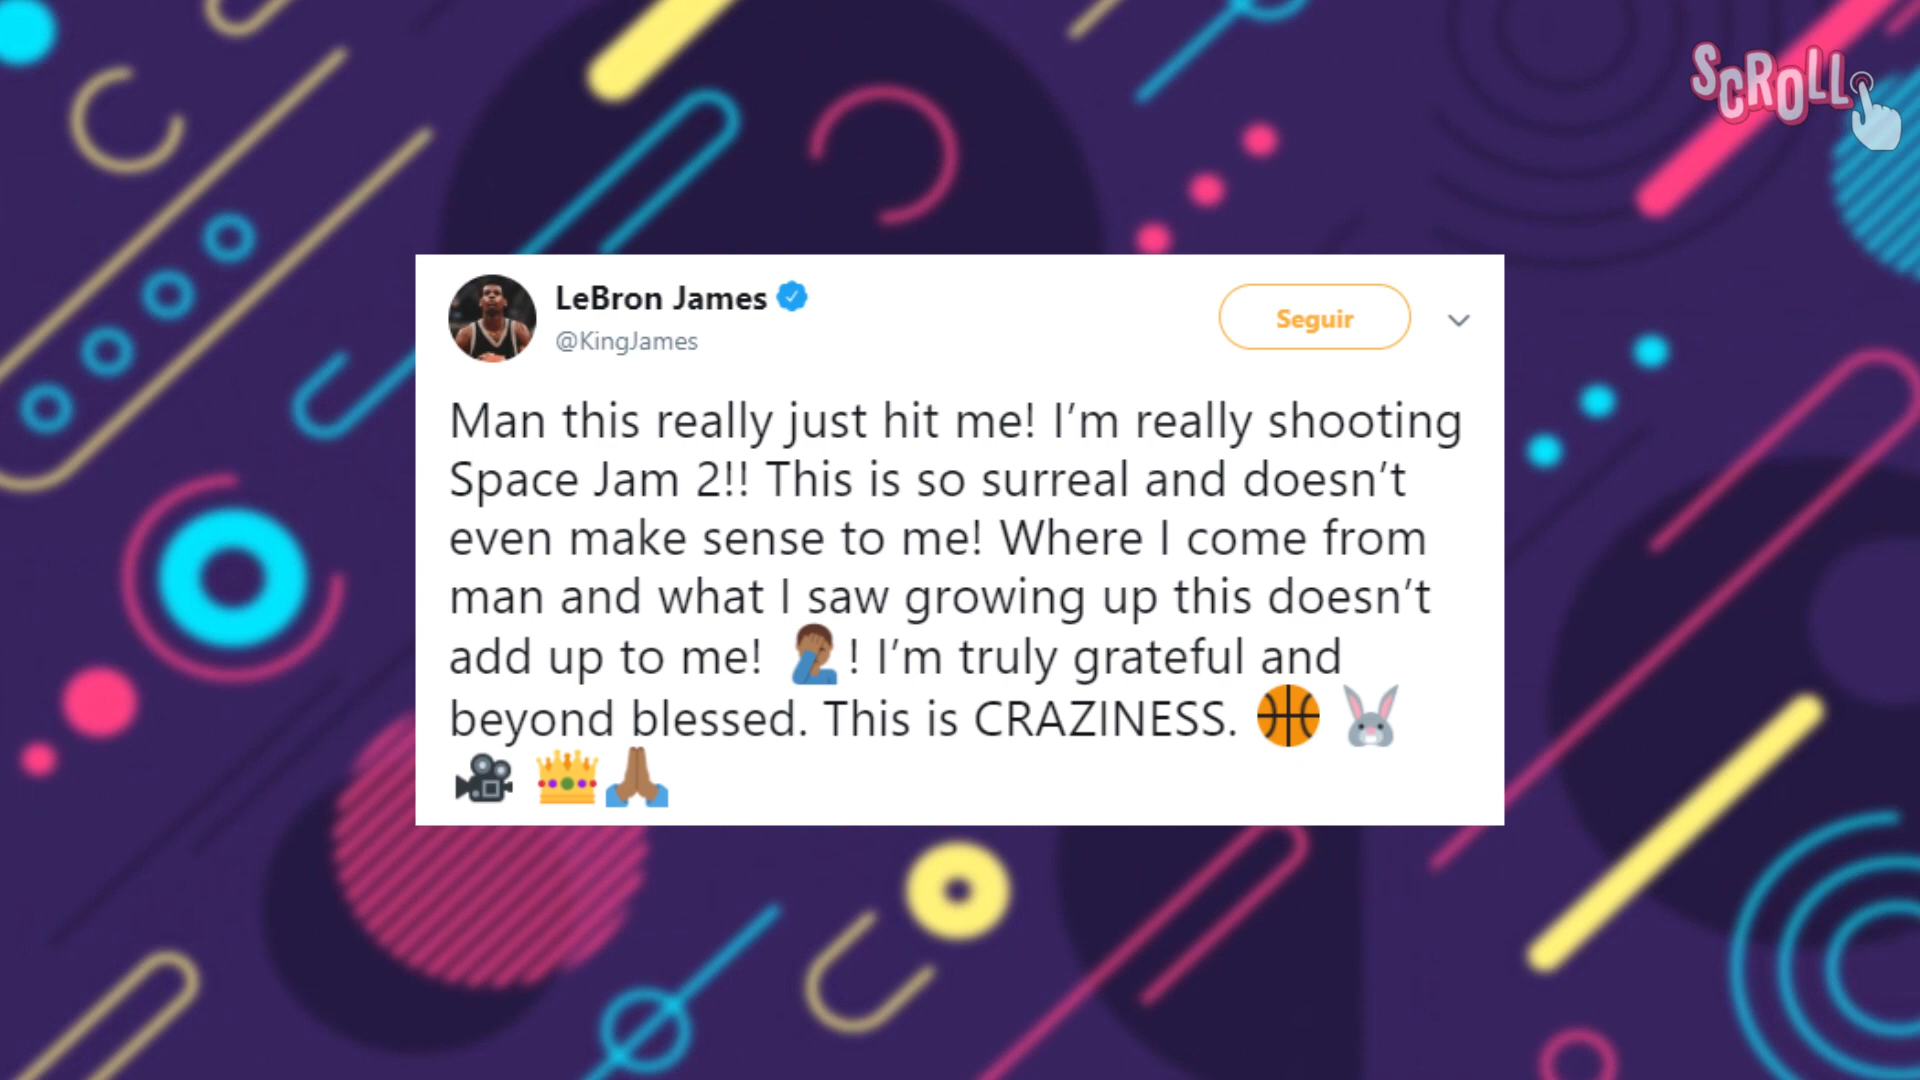 SCROLL
LeBron James
@KingJames
Seguir
Man this really just hit me! I’m really shooting
Space Jam 2!! This is so surreal and doesn’t
even make sense to me! Where I come from
man and what I saw growing up this doesn’t
add up to me! 🤦🏾‍♂️! I’m truly grateful and
beyond blessed. This is CRAZINESS. 🏀 🐰
🎥 👑🙏🏾